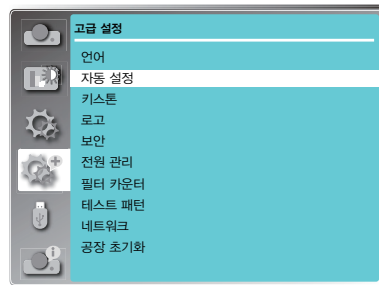 고급 설정
언어
자동 설정
키스톤
로고
보안
전원 관리
필터 카운터
테스트 패턴
네트워크
공장 초기화